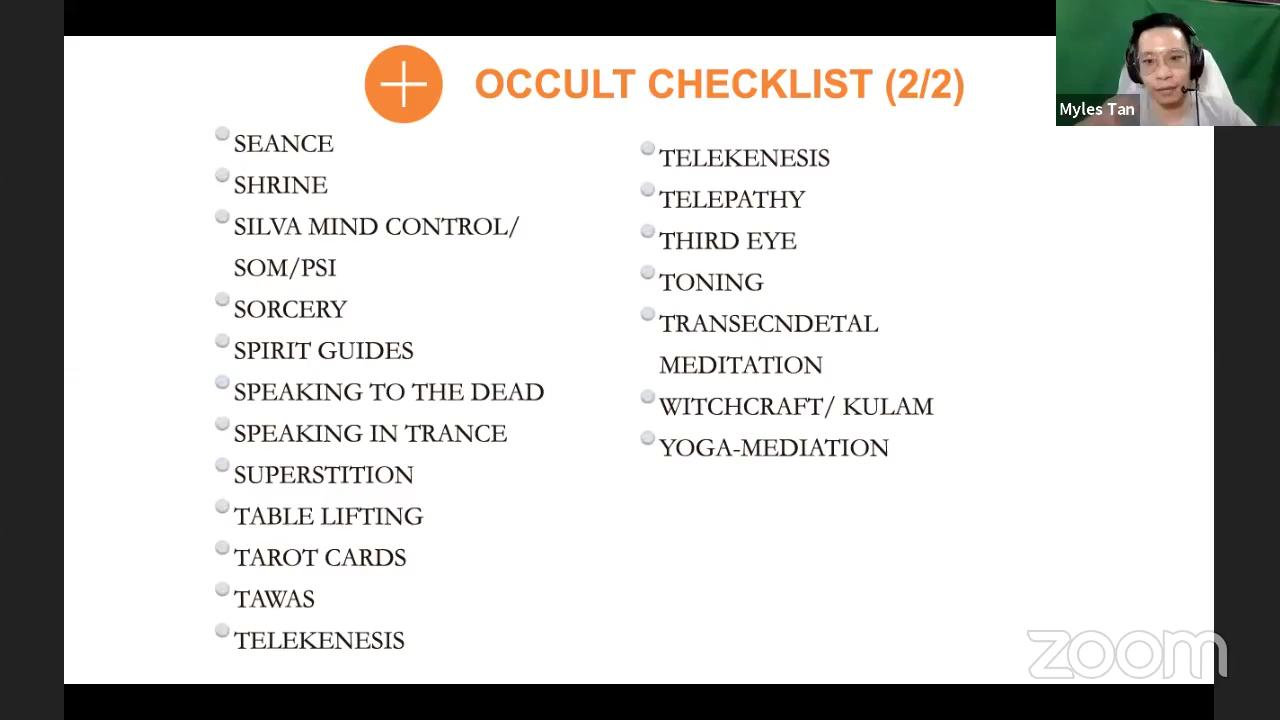 OCCULT CHECKLIST (2/2)
Myles Tan
SEANCE
SHRINE
SILVA MIND CONTROL/
SOM/PSI
SORCERY
SPIRIT GUIDES
SPEAKING TO THE DEAD
SPEAKING IN TRANCE
SUPERSTITION
TABLE LIFTING
TAROT CARDS
TAWAS
TELEKENESIS
TELEKENESIS
TELEPATHY
THIRD EYE
TONING
TRANSECNDETAL
MEDITATION
WITCHCRAFT/ KULAM
YOGA-MEDIATION
zoom